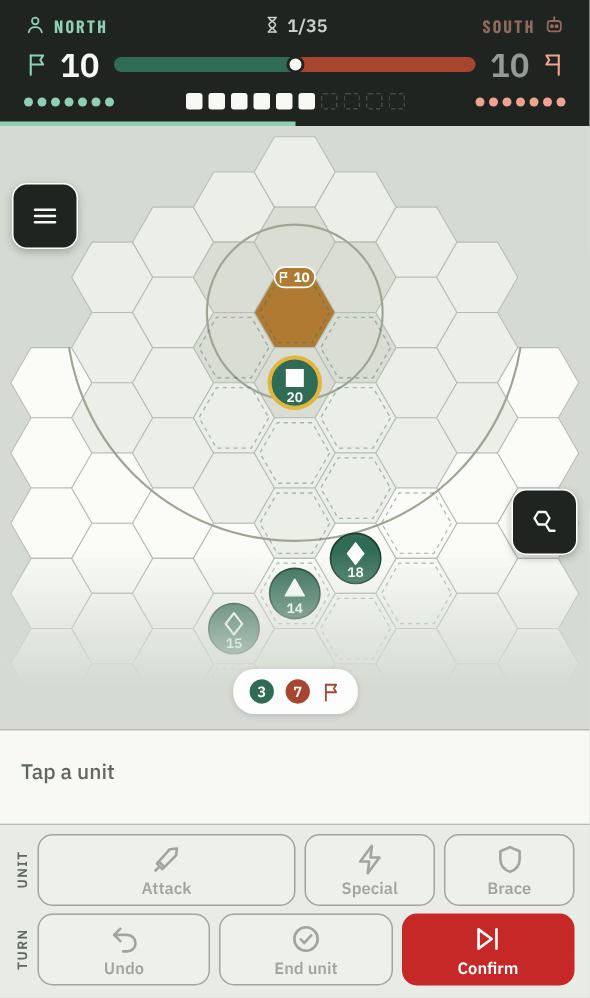 NORTH
1/35
SOUTH
10
10
10
20
18
14
15
3 7
Tap a unit
UNIT
Attack
Special
Brace
TURN
Undo
End unit
Confirm